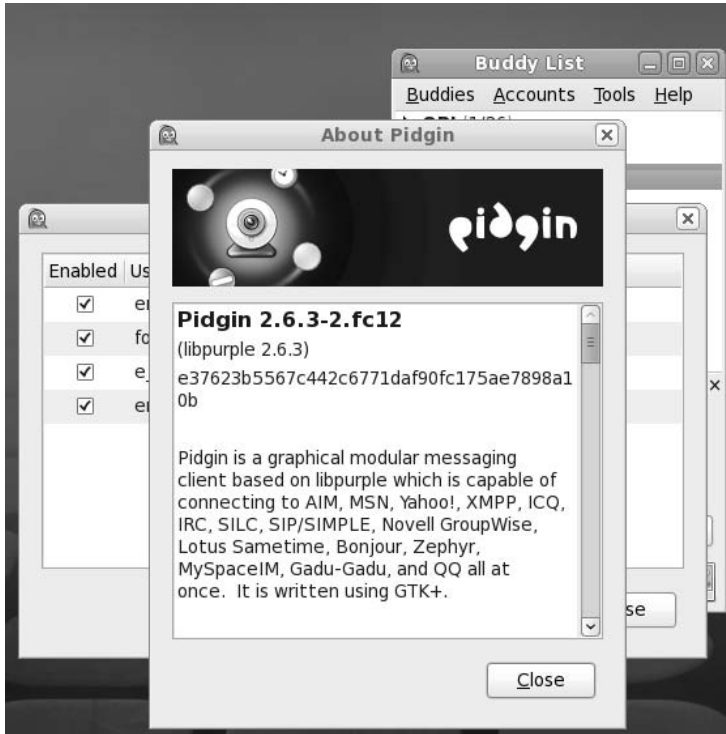 Buddy List
Buddies Accounts Tools Help
About Pidgin
pidgin
Enabled
Pidgin 2.6.3-2.fc12
(libpurple 2.6.3)
e37623b5567c442c6771daf90fc175ae7898a1
0b
Pidgin is a graphical modular messaging
client based on libpurple which is capable of
connecting to AIM, MSN, Yahoo!, XMPP, ICQ,
IRC, SILC, SIP/SIMPLE, Novell GroupWise,
Lotus Sametime, Bonjour, Zephyr,
MySpaceIM, Gadu-Gadu, and QQ all at
once. It is written using GTK+.
Close